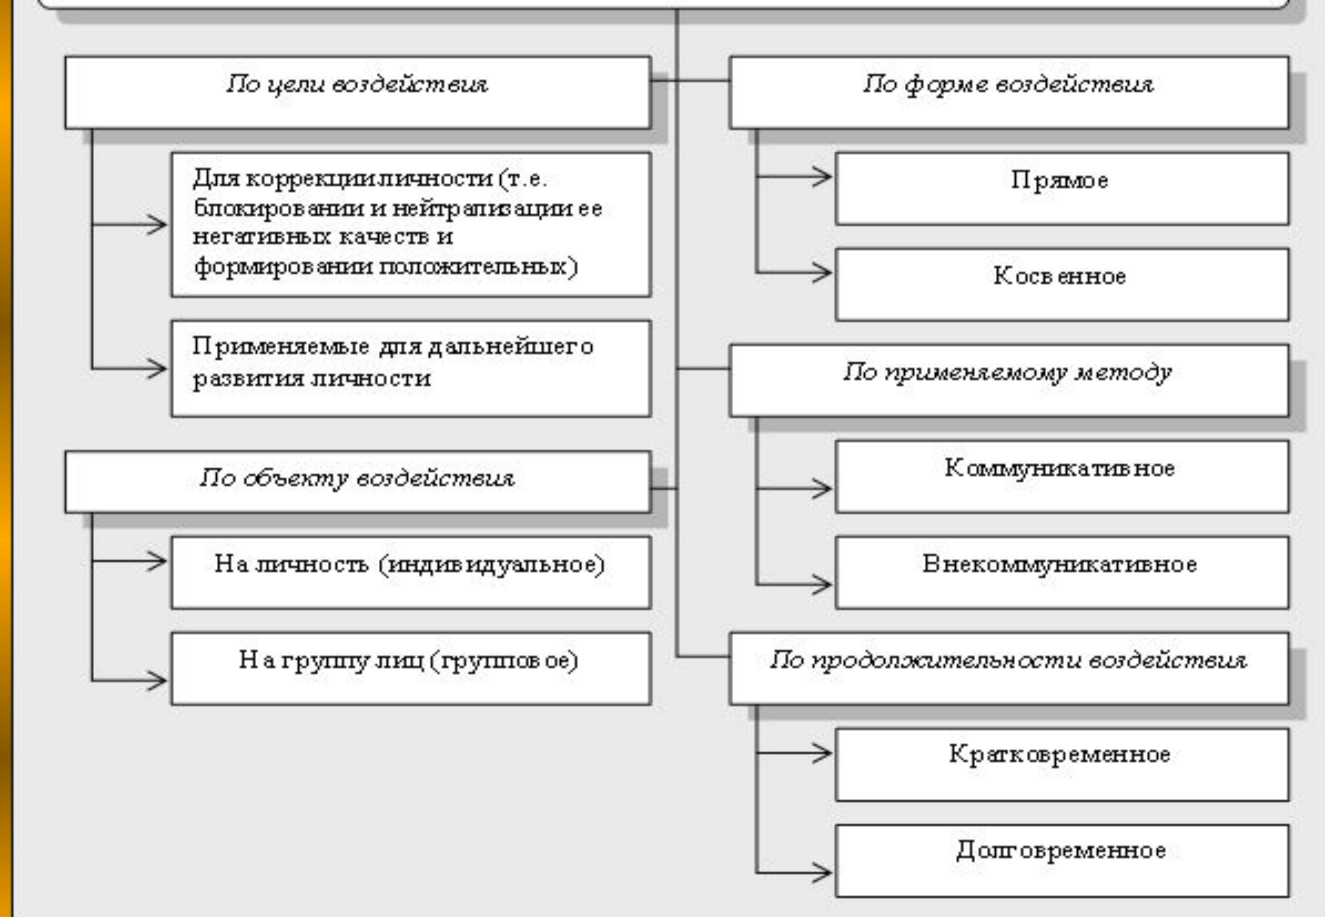 По цели воздействия
Для коррекции личности (т.е.
блокировании и нейтрализации ее
негативных качеств и
формировании положительных)
Применяемые для дальнейшего
развития личности
По объекту воздействия
На личность (индивидуальное)
На группу лиц (групповое)
По форме воздействия
Прямое
Косвенное
По применяемому методу
Коммуникативное
Внекоммуникативное
По продолжительности воздействия
Кратковременное
Долговременное